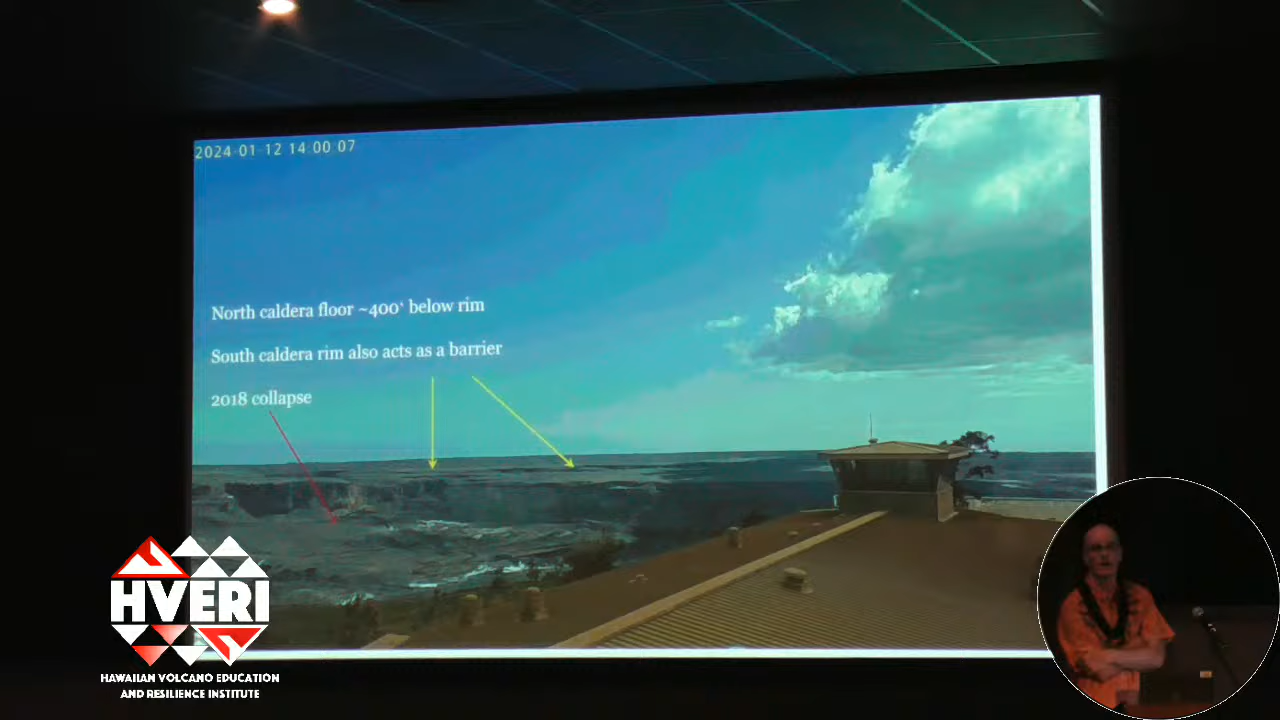 2024-01-12 14:00 07
North caldera floor ~400' below rim
South caldera rim also acts as a barrier
2018 collapse
HVERI
HAWAIIAN VOLCANO EDUCATION
AND RESILIENCE INSTITUTE